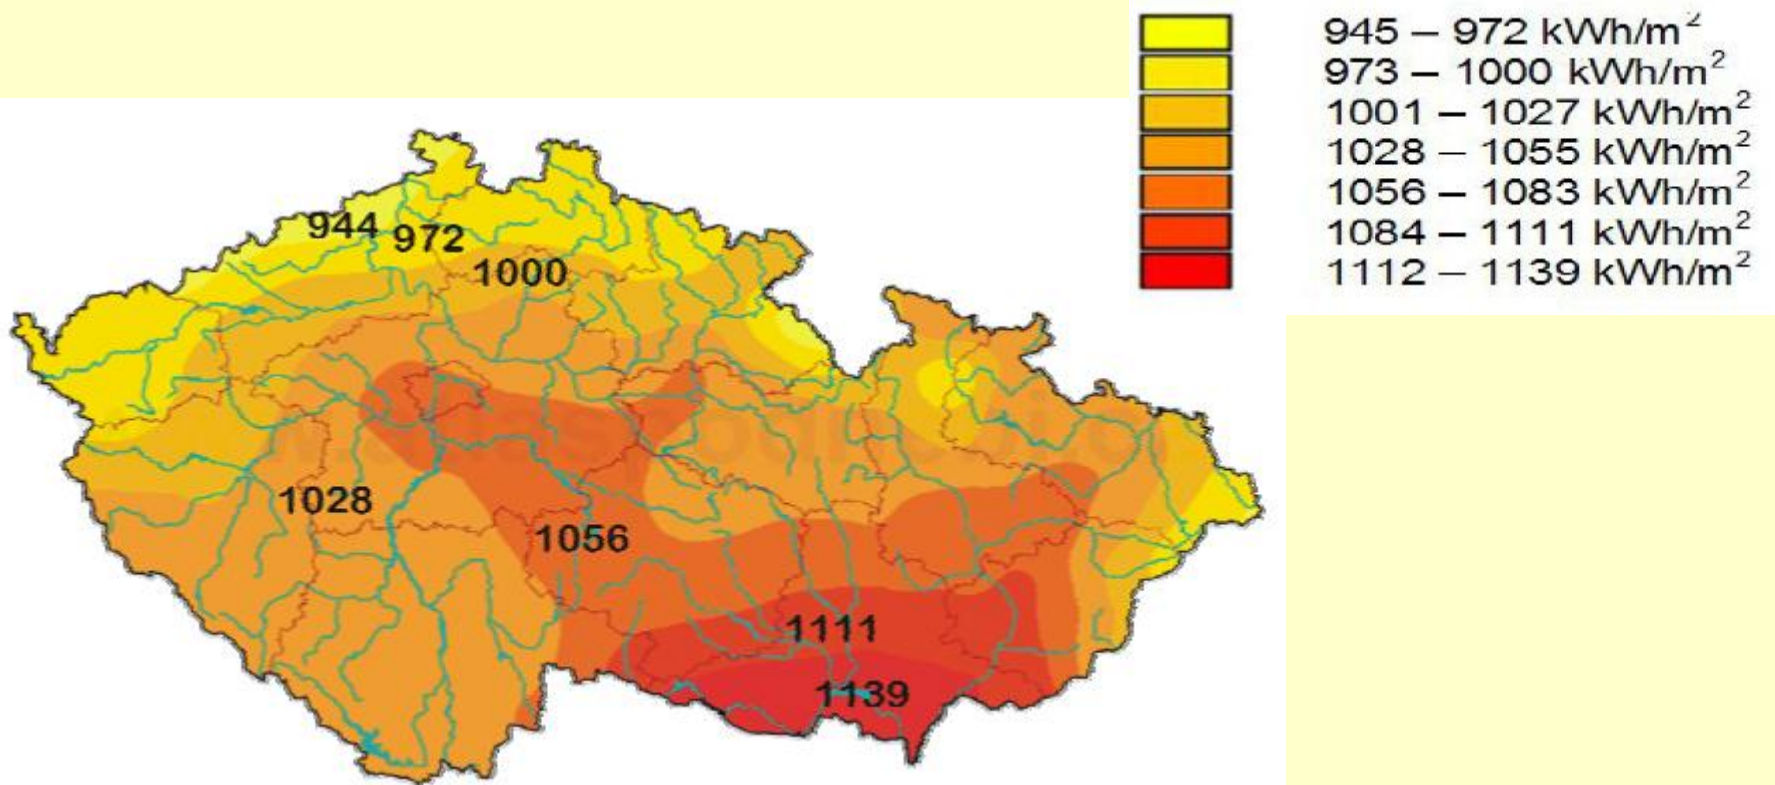 945 – 972 kWh/m²
973 – 1000 kWh/m²
1001 – 1027 kWh/m²
1028 – 1055 kWh/m²
1056 – 1083 kWh/m²
1084 – 1111 kWh/m²
1112 – 1139 kWh/m²
944
972
1000
1028
1056
1111
1139